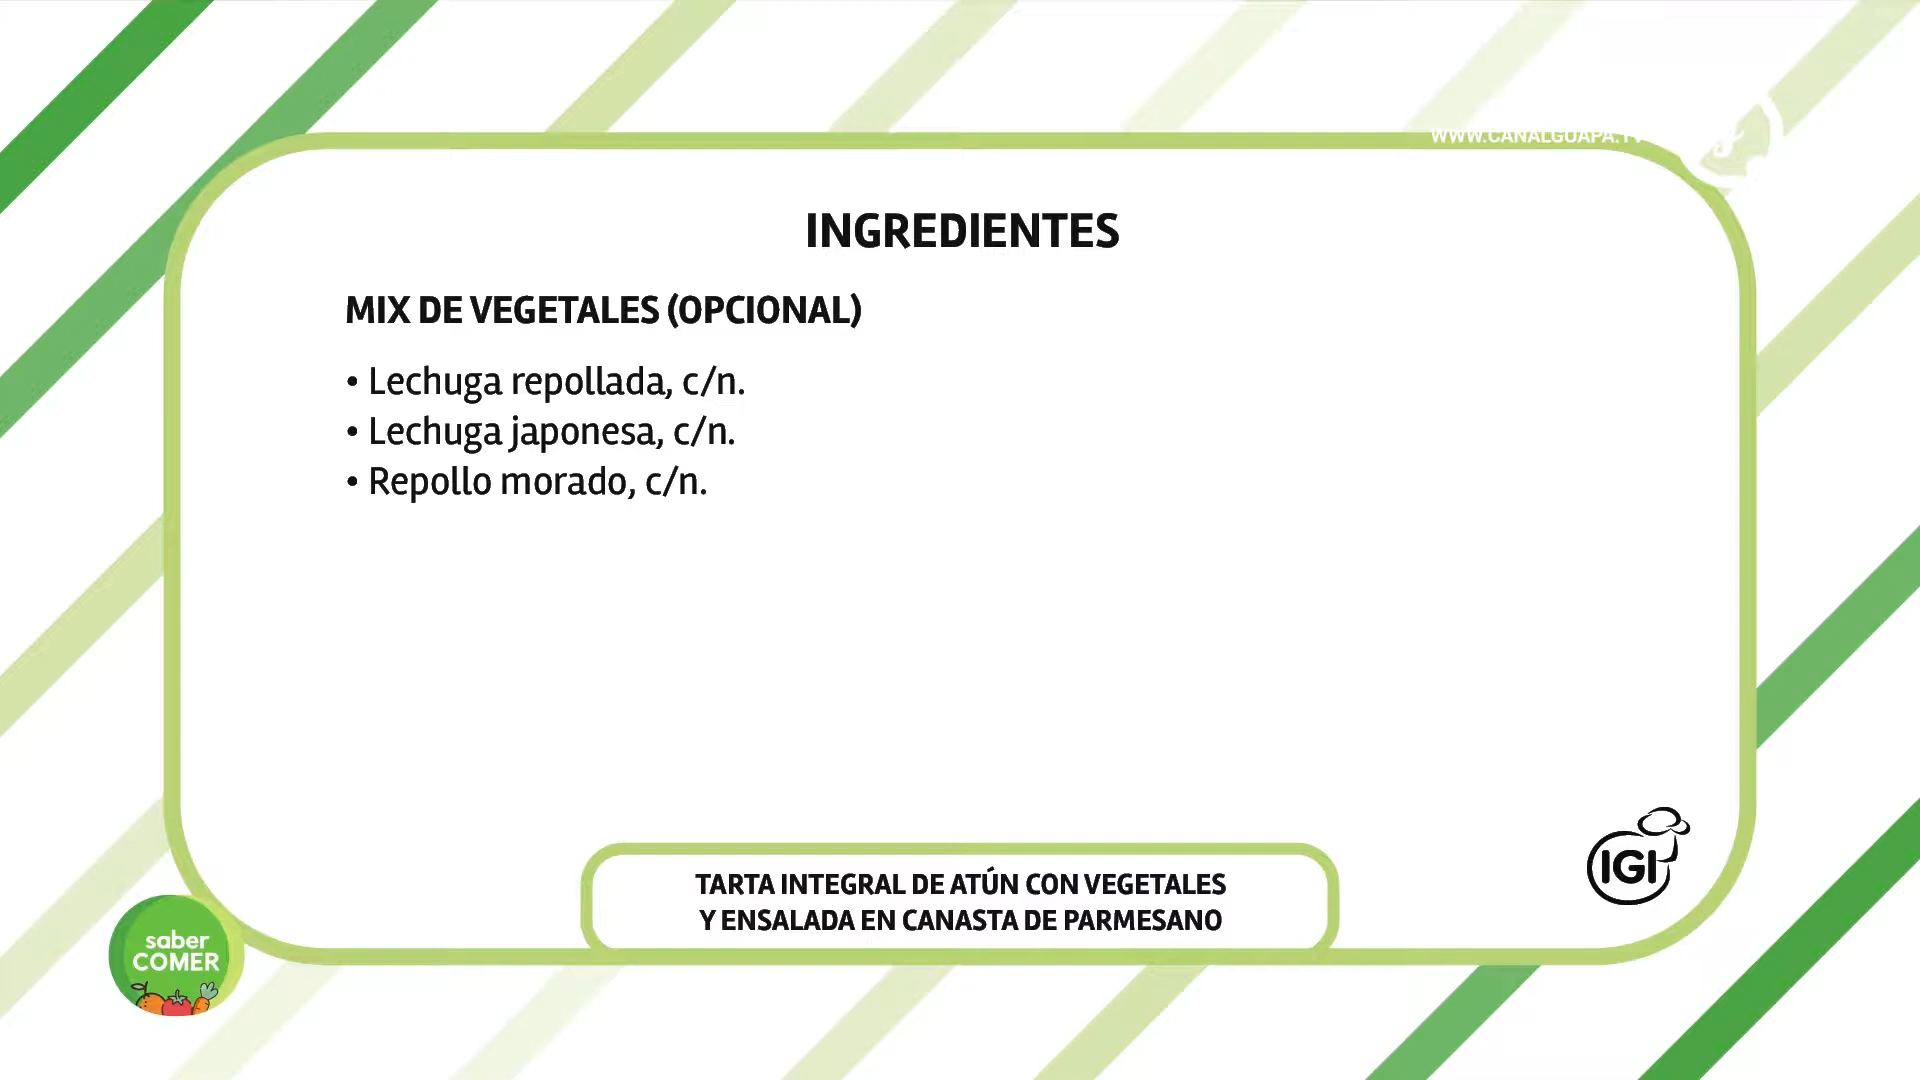 WWW.CANALGUAPA.TV
INGREDIENTES
MIX DE VEGETALES (OPCIONAL)
• Lechuga repollada, c/n.
• Lechuga japonesa, c/n.
• Repollo morado, c/n.
IGI
TARTA INTEGRAL DE ATÚN CON VEGETALES
Y ENSALADA EN CANASTA DE PARMESANO
saber
COMER